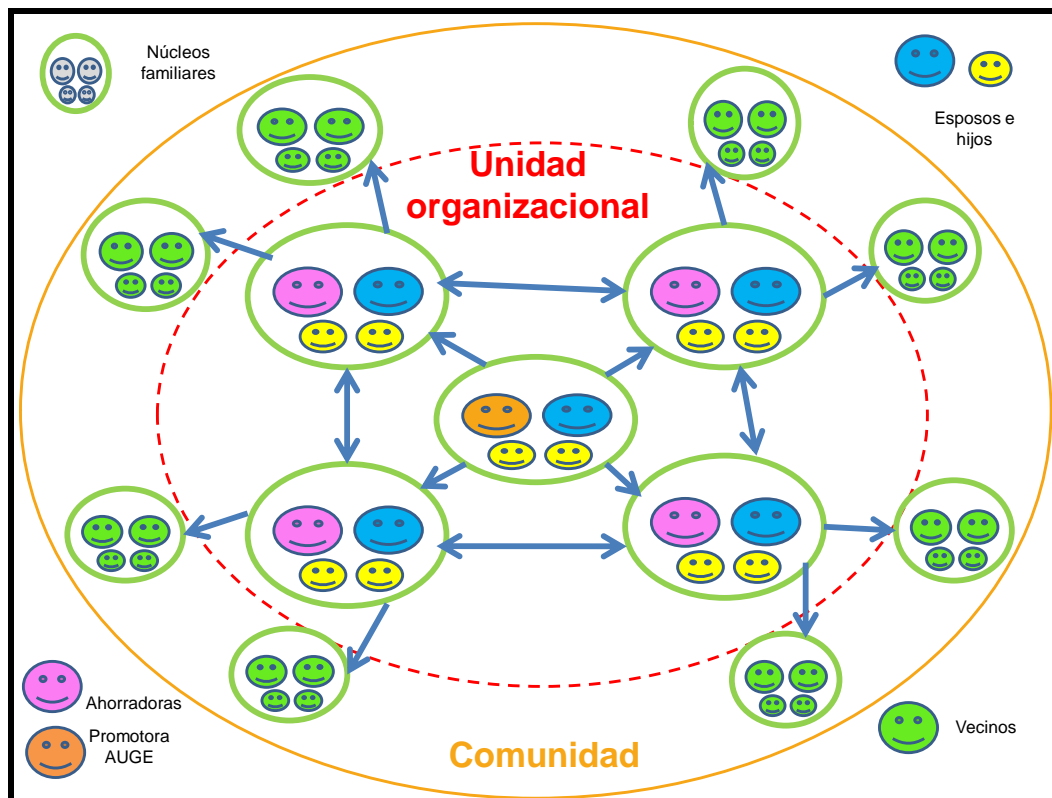 Núcleos
familiares
Esposos e
hijos
Unidad
organizacional
Ahorradoras
Promotora
AUGE
Comunidad
Vecinos